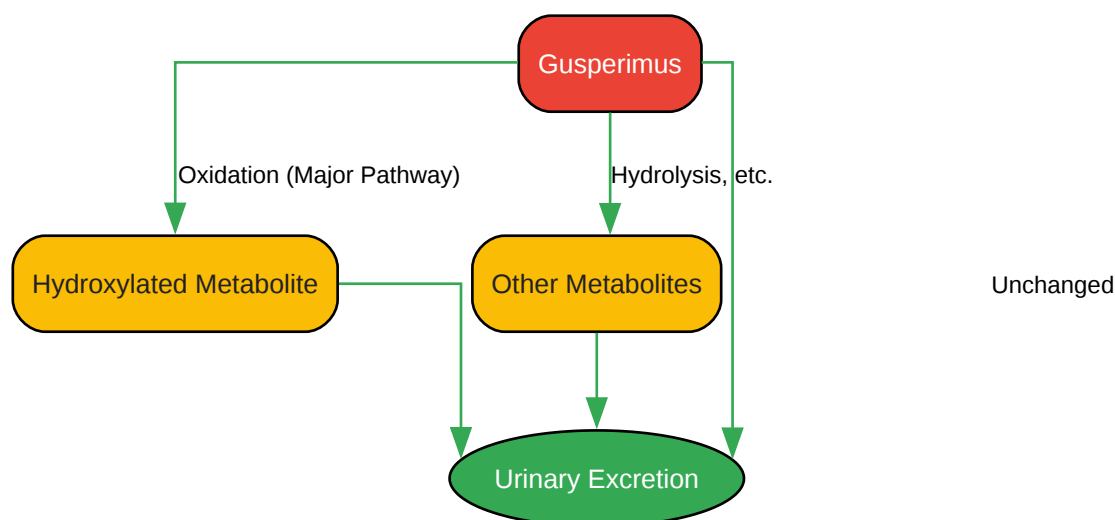 Gusperimus
Oxidation (Major Pathway)
Hydrolysis, etc.
Hydroxylated Metabolite
Other Metabolites
Unchanged
Urinary Excretion